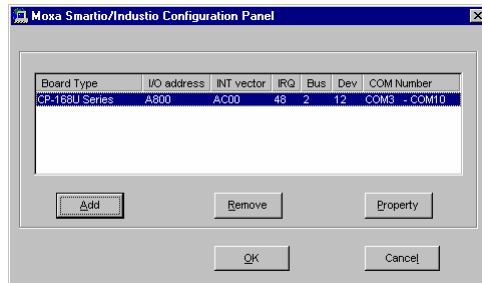 Moxa Smartio/Industio Configuration Panel
Board Type I/O address INT vector IRQ Bus Dev COM Number
CP-168U Series A800 AC00 48 2 12 COM3 - COM10
Add Remove Property
OK Cancel